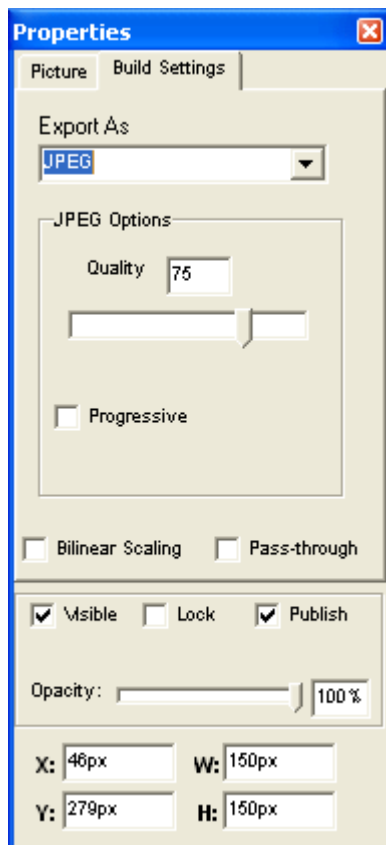 Properties
Picture Build Settings
Export As
JPEG
JPEG Options
Quality 75
Progressive
Bilinear Scaling Pass-through
Visible Lock Publish
Opacity: 100%
X: 46px W: 150px
Y: 279px H: 150px